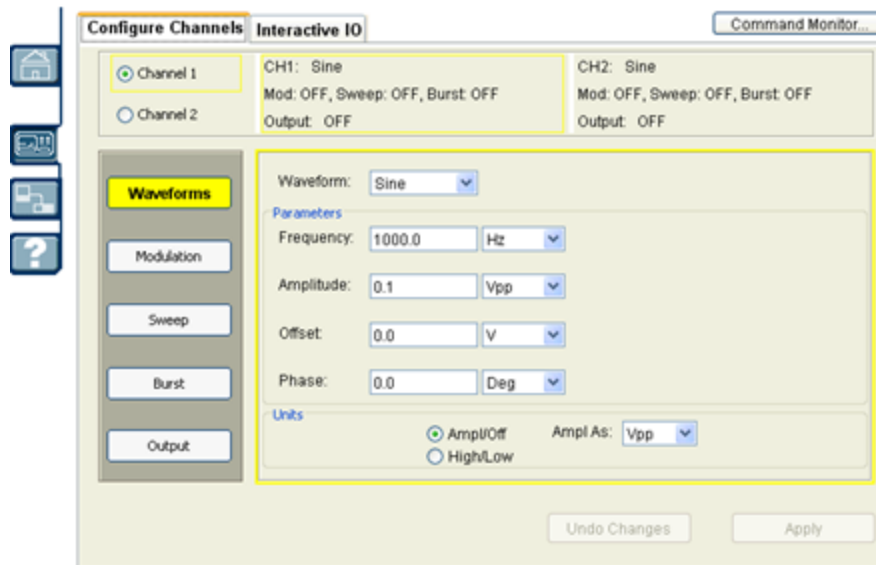 Configure Channels Interactive IO Command Monitor...
Channel 1
Channel 2
CH1: Sine
Mod: OFF, Sweep: OFF, Burst: OFF
Output: OFF
CH2: Sine
Mod: OFF, Sweep: OFF, Burst: OFF
Output: OFF
Waveforms
Modulation
Sweep
Burst
Output
Waveform: Sine
Parameters
Frequency: 1000.0 Hz
Amplitude: 0.1 Vpp
Offset: 0.0 V
Phase: 0.0 Deg
Units
Ampl/Off
High/Low
Ampl As: Vpp
Undo Changes Apply
?